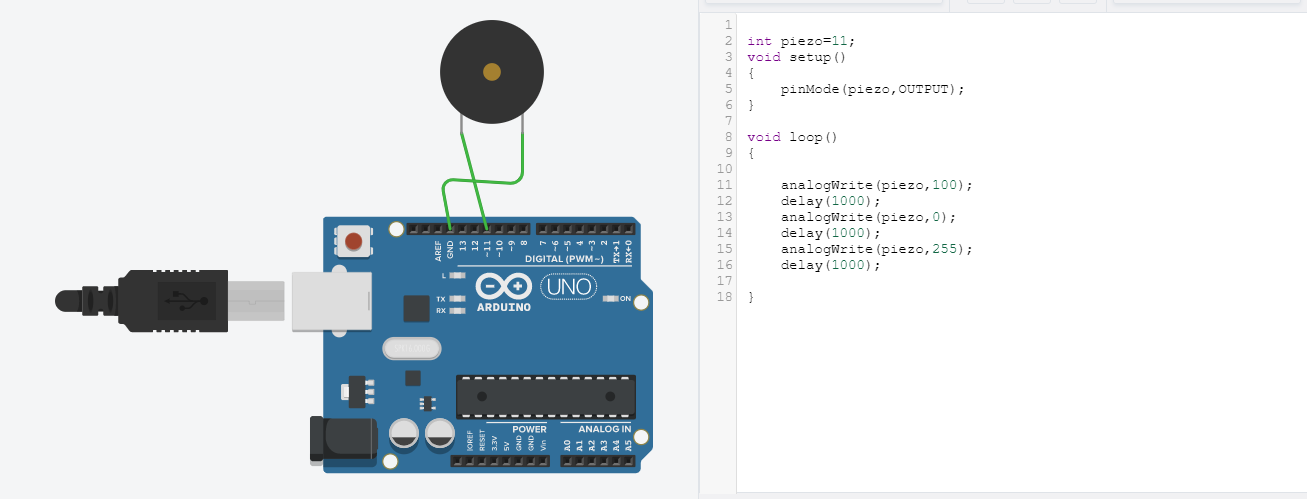 AREF
GND
13
12
~11
~10
~9
8
7
~6
~5
4
~3
2
TX→1
RX←0
DIGITAL (PWM~)
L
TX
RX
ARDUINO
UNO
ON
POWER
ANALOG IN
IOREF
RESET
3.3V
5V
GND
GND
Vin
A0
A1
A2
A3
A4
A5
1
2 int piezo=11;
3 void setup()
4 {
5 pinMode(piezo,OUTPUT);
6 }
7
8 void loop()
9 {
10
11 analogWrite(piezo,100);
12 delay(1000);
13 analogWrite(piezo,0);
14 delay(1000);
15 analogWrite(piezo,255);
16 delay(1000);
17
18 }